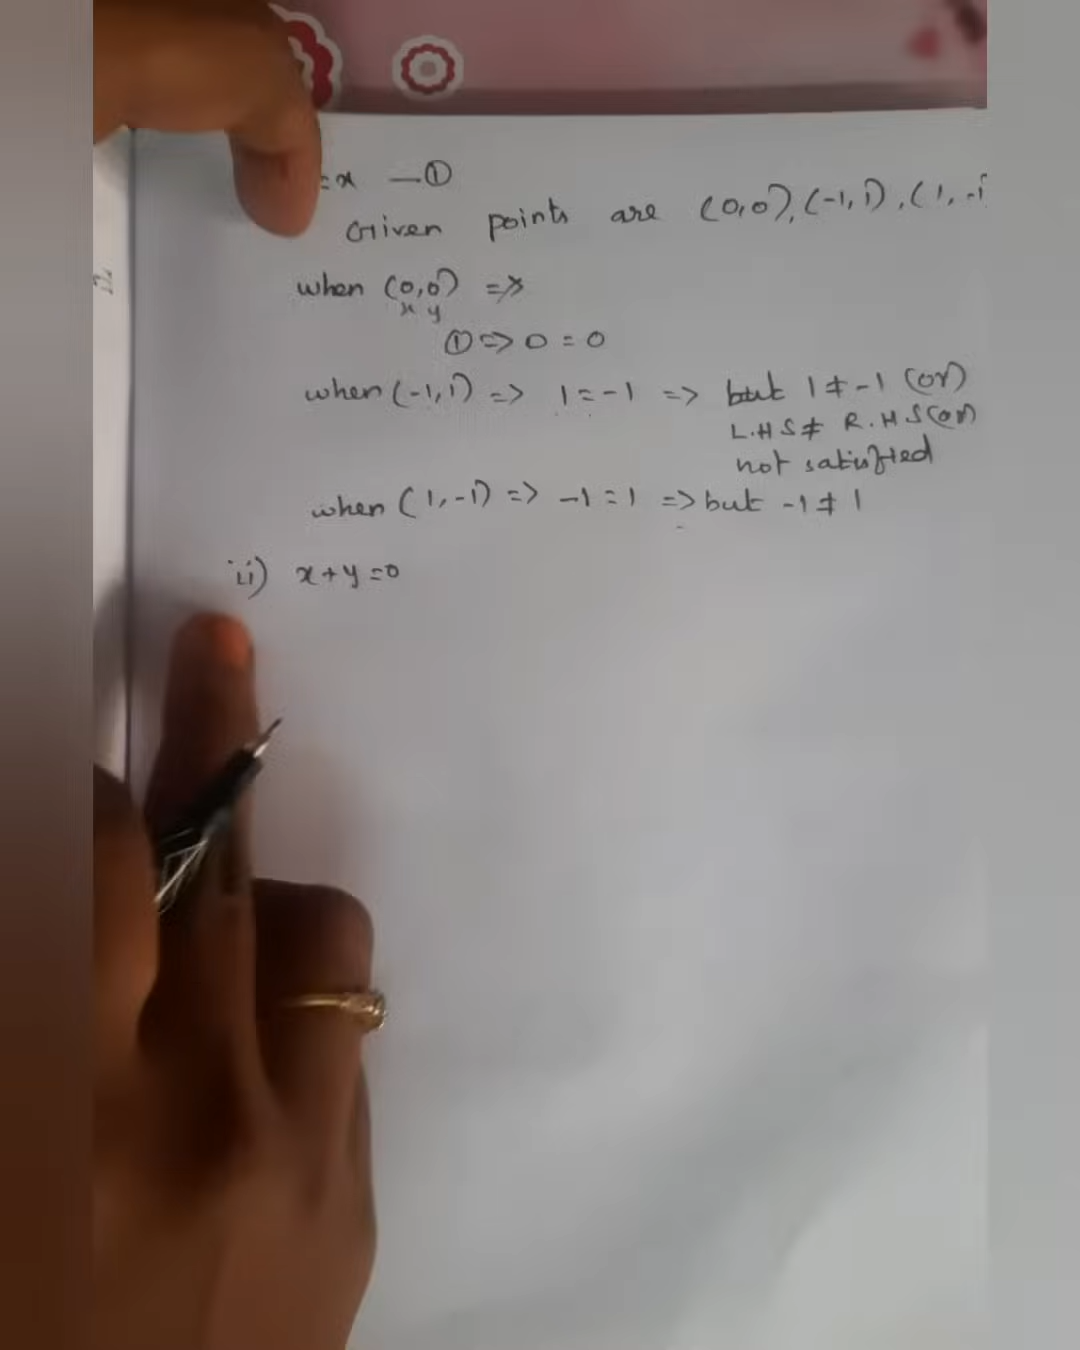 =x —①
Given points are (0,0), (-1,1), (1,-1
when (0,0) =>
x y
①=> 0 = 0
when (-1,1) => 1 = -1 => but 1 ≠ -1 (or)
L.H.S ≠ R.H.S (or)
not satisfied
when (1,-1) => -1 = 1 => but -1 ≠ 1
ii) x+y=0